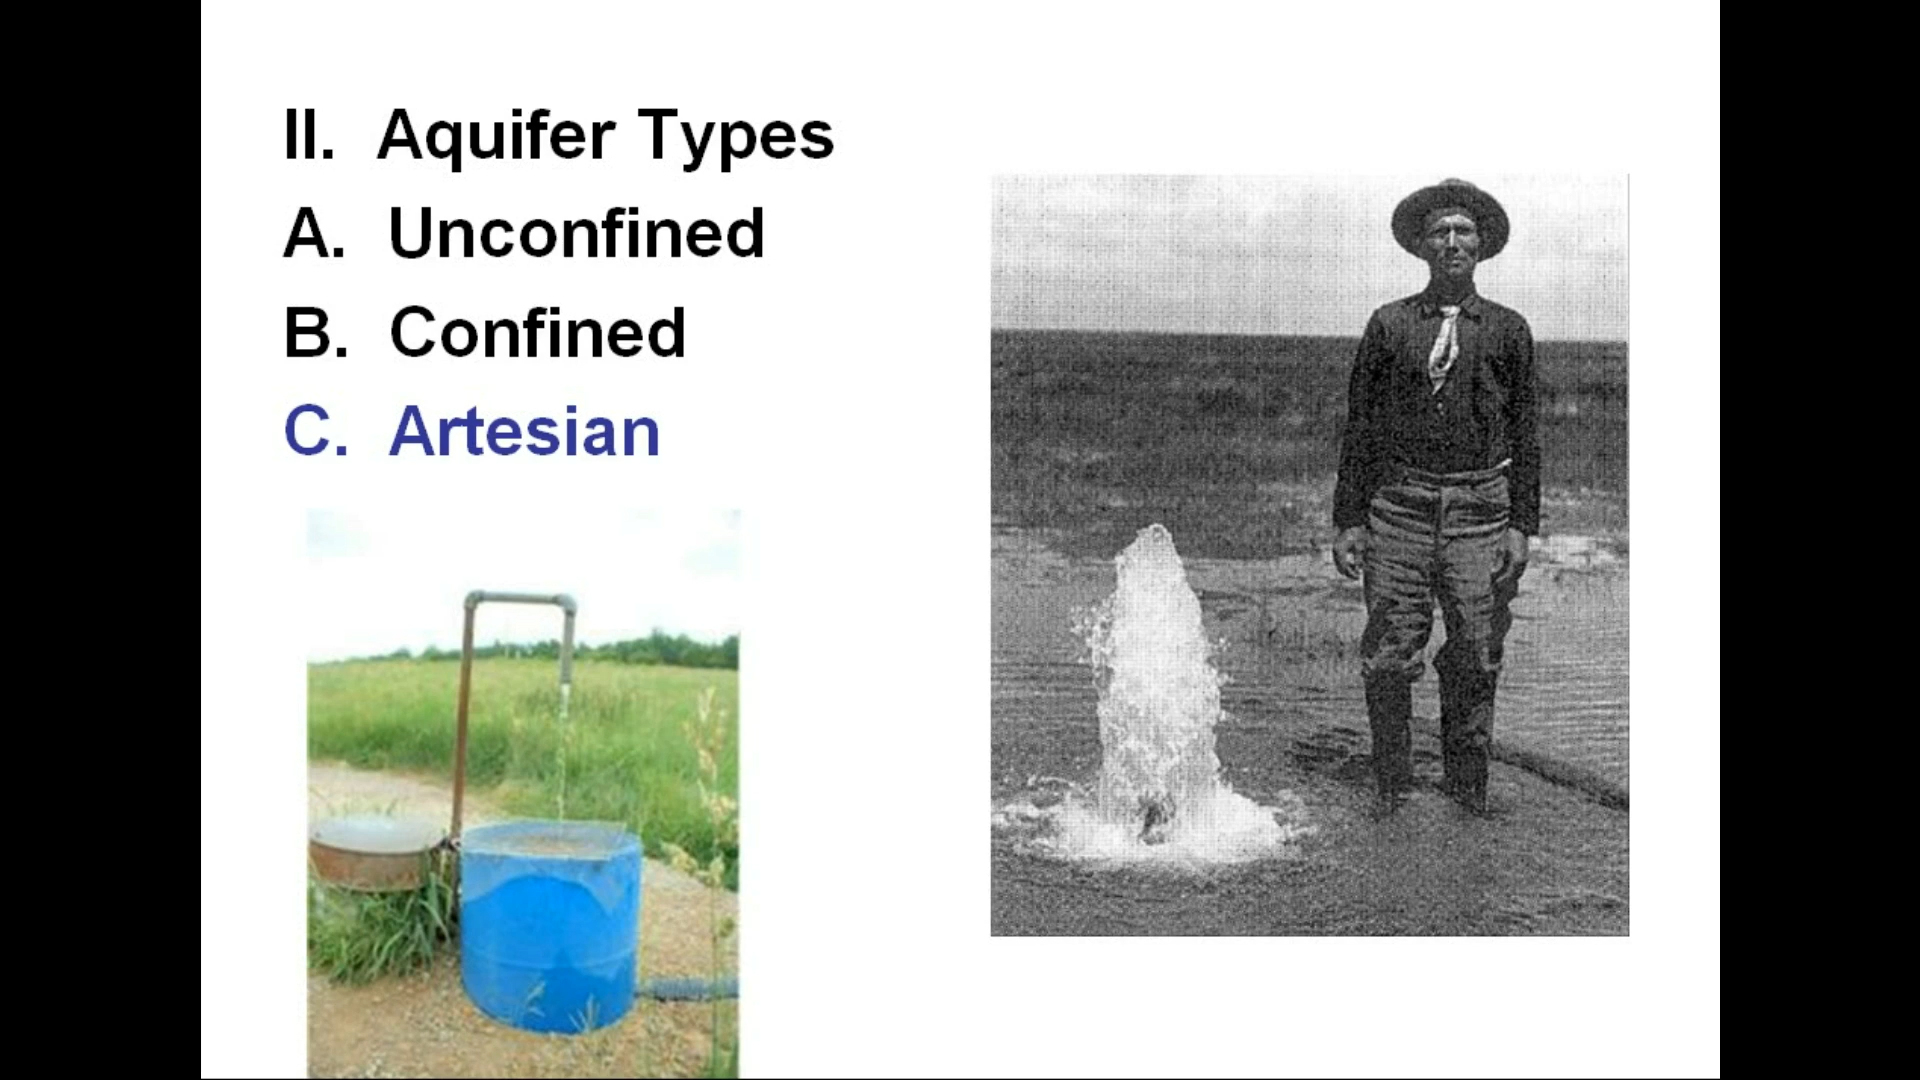 II. Aquifer Types
A. Unconfined
B. Confined
C. Artesian